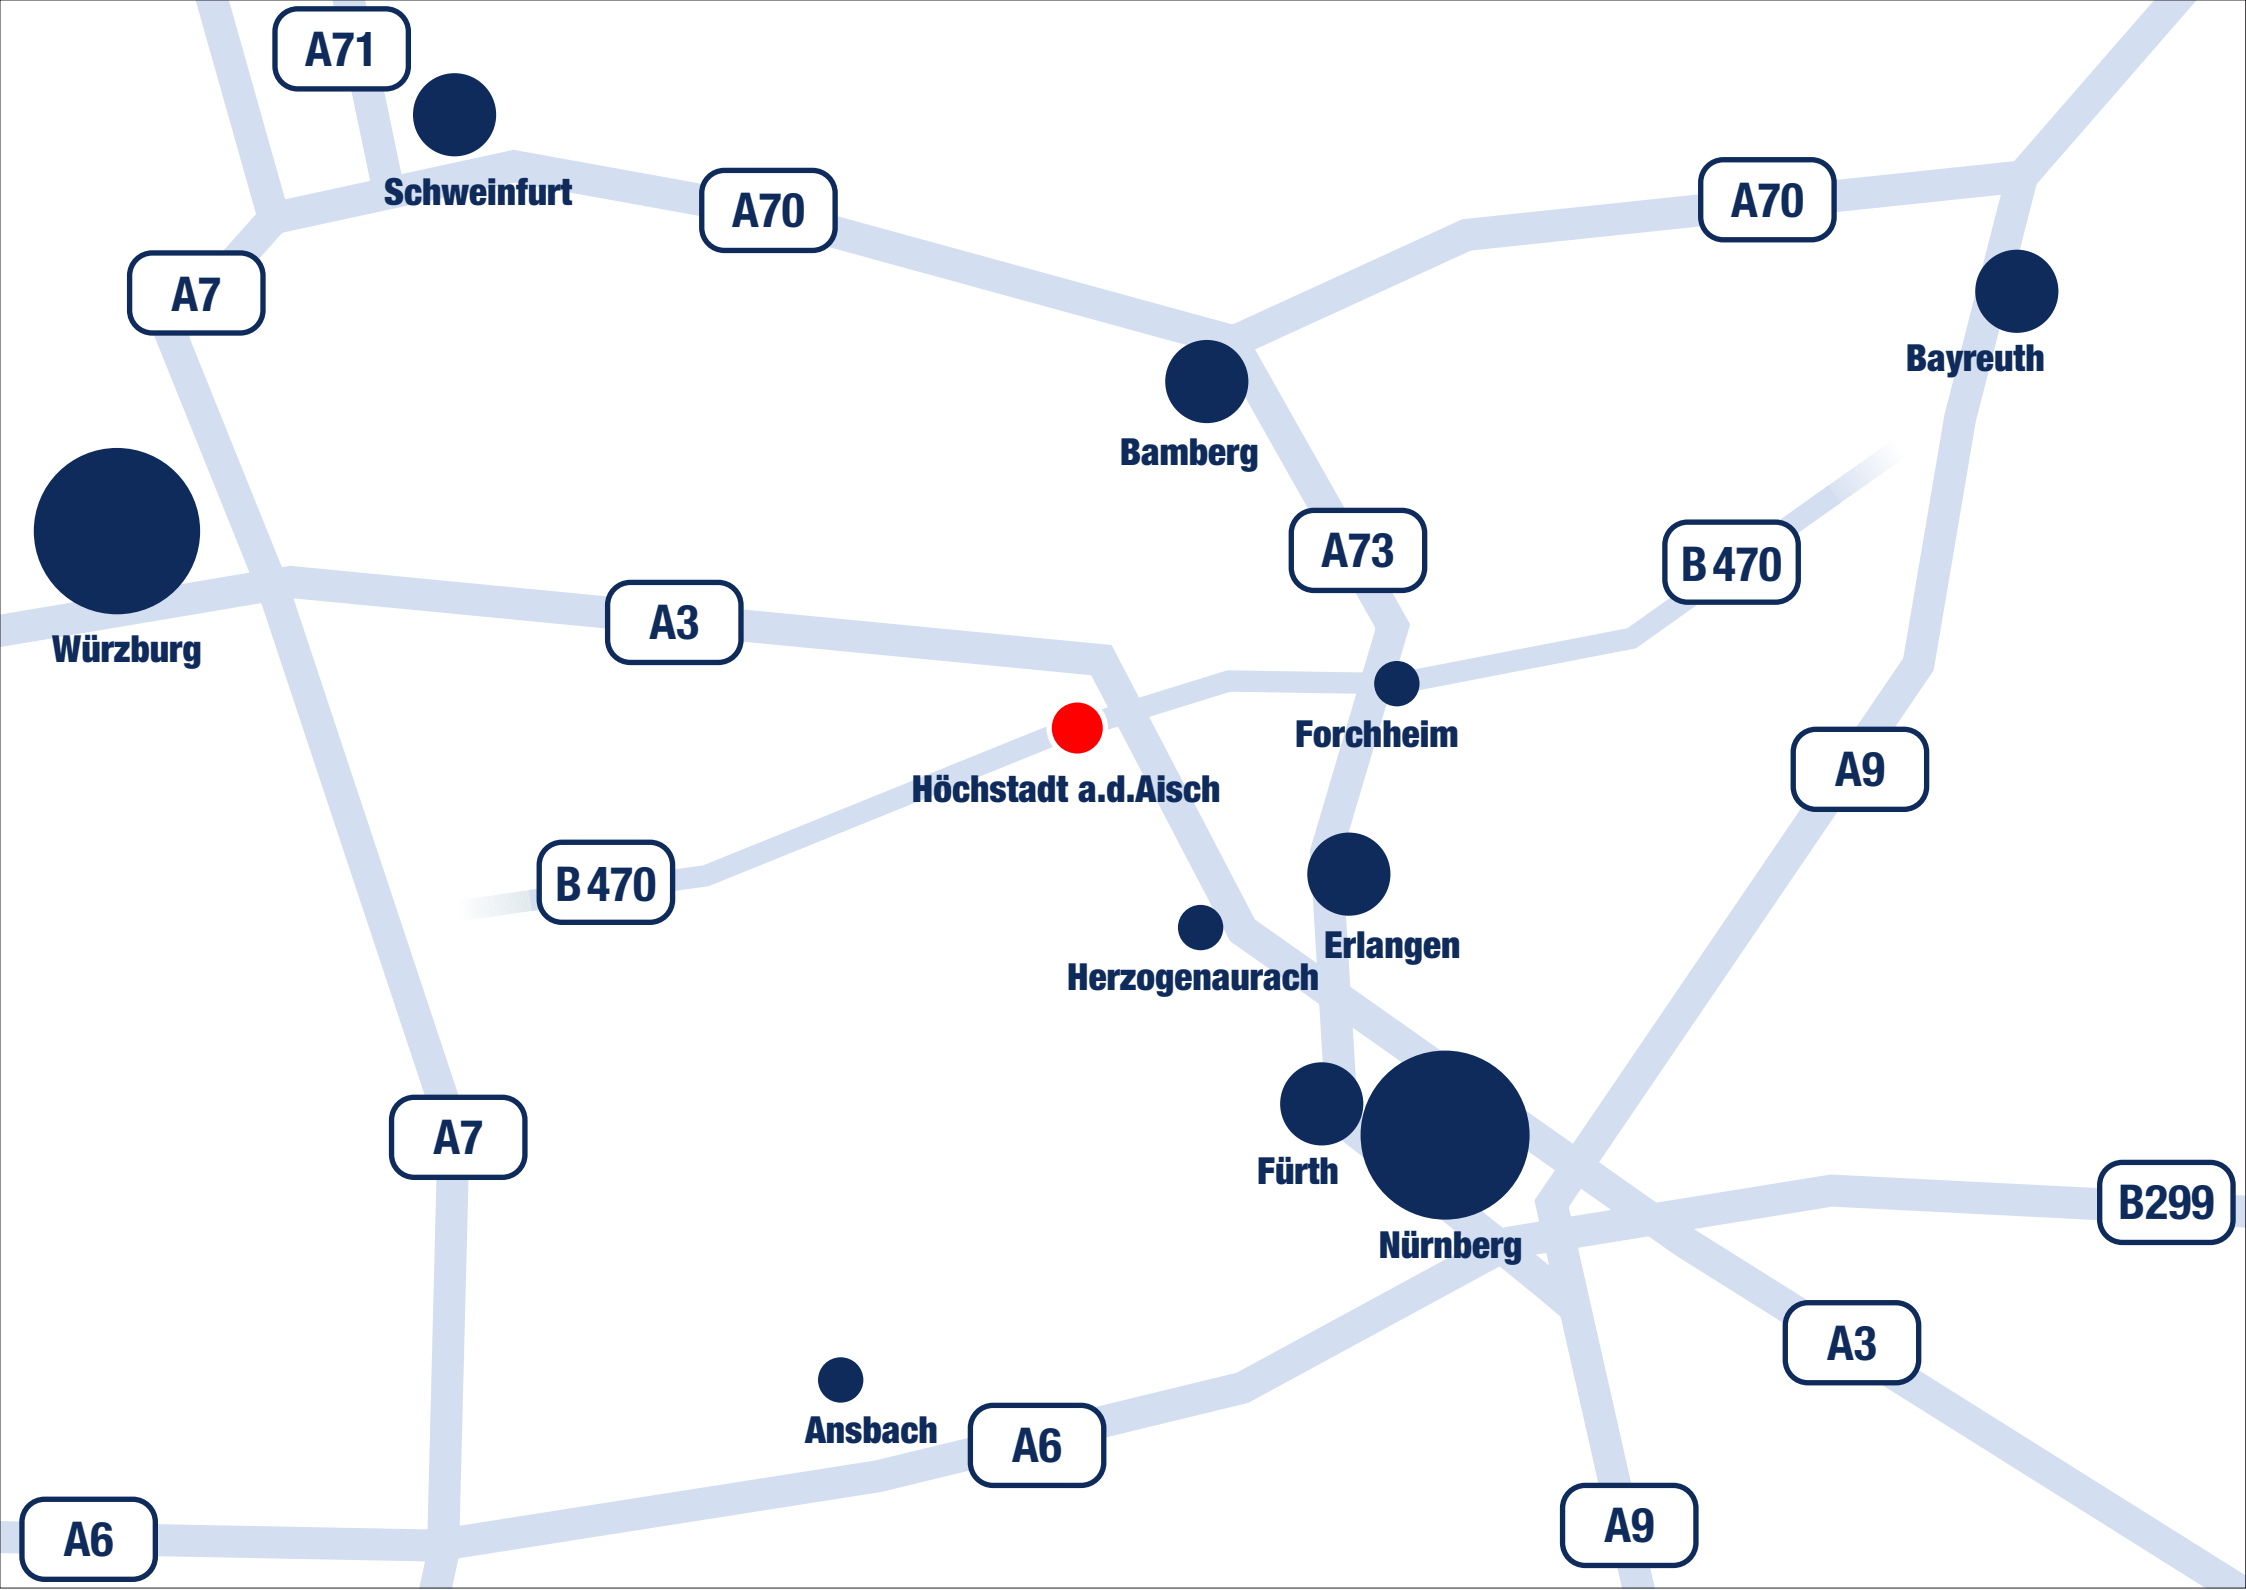 A71
Schweinfurt
A70
A70
A7
Bayreuth
Bamberg
A73
B 470
A3
Würzburg
Forchheim
A9
Höchstadt a.d.Aisch
B 470
Erlangen
Herzogenaurach
A7
Fürth
B299
Nürnberg
A3
Ansbach
A6
A9
A6